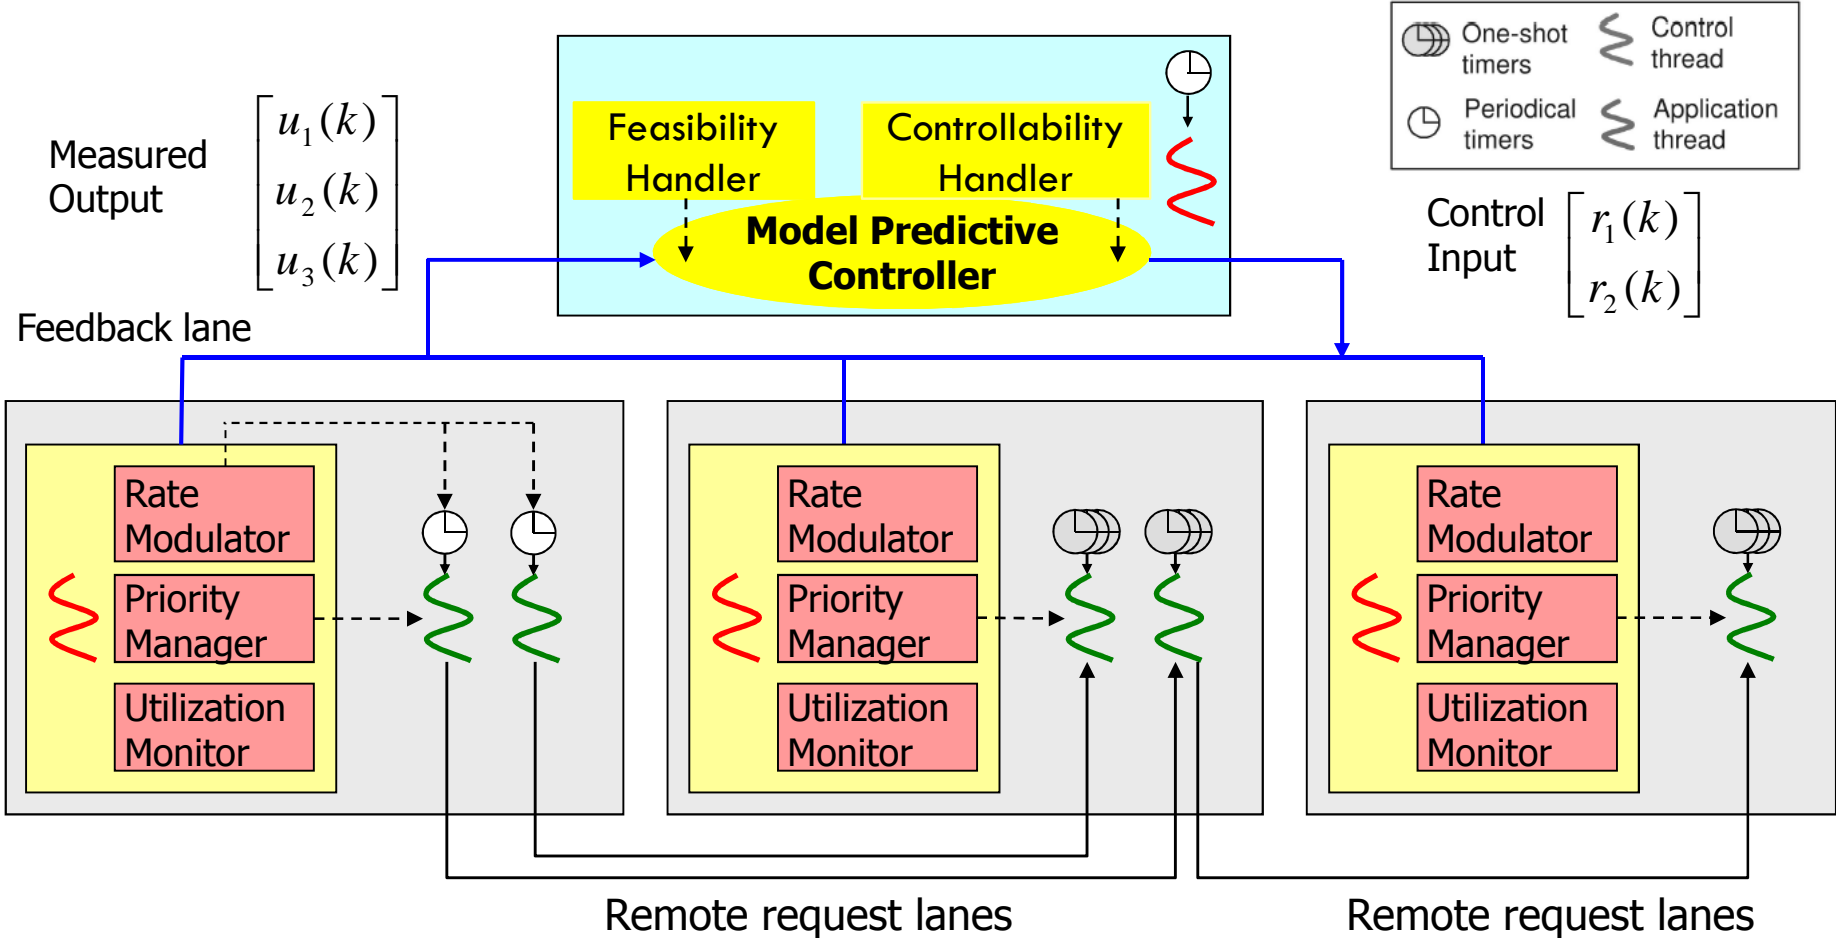 One-shot
timers
Control
thread
Periodical
timers
Application
thread
Measured
Output
u₁(k)
u₂(k)
u₃(k)
Feasibility
Handler
Controllability
Handler
Model Predictive
Controller
Control
Input
r₁(k)
r₂(k)
Feedback lane
Rate
Modulator
Priority
Manager
Utilization
Monitor
Rate
Modulator
Priority
Manager
Utilization
Monitor
Rate
Modulator
Priority
Manager
Utilization
Monitor
Remote request lanes
Remote request lanes